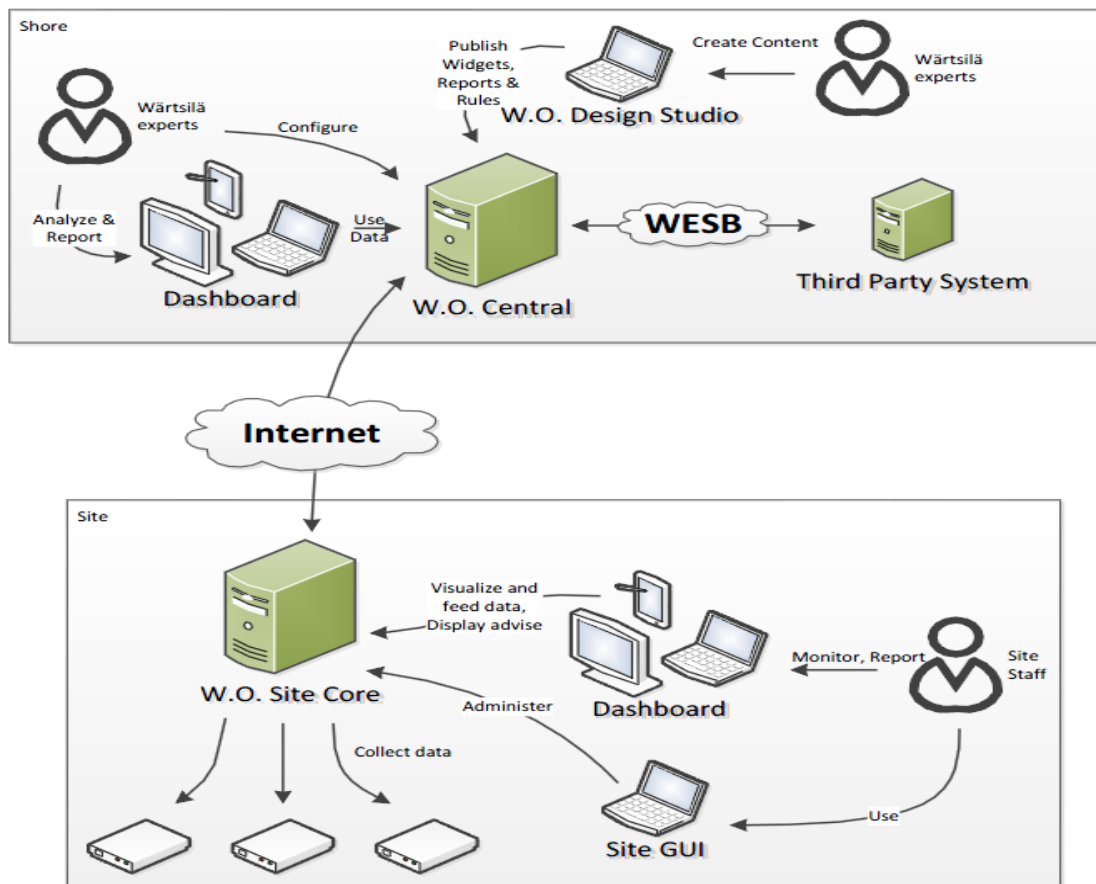 Shore
Publish
Widgets,
Reports &
Rules
Create Content
Wärtsilä
experts
W.O. Design Studio
Wärtsilä
experts
Configure
Analyze &
Report
Use
Data
WESB
Dashboard
W.O. Central
Third Party System
Internet
Site
Visualize and
feed data,
Display advise
Monitor, Report
Site
Staff
W.O. Site Core
Administer
Dashboard
Collect data
Use
Site GUI